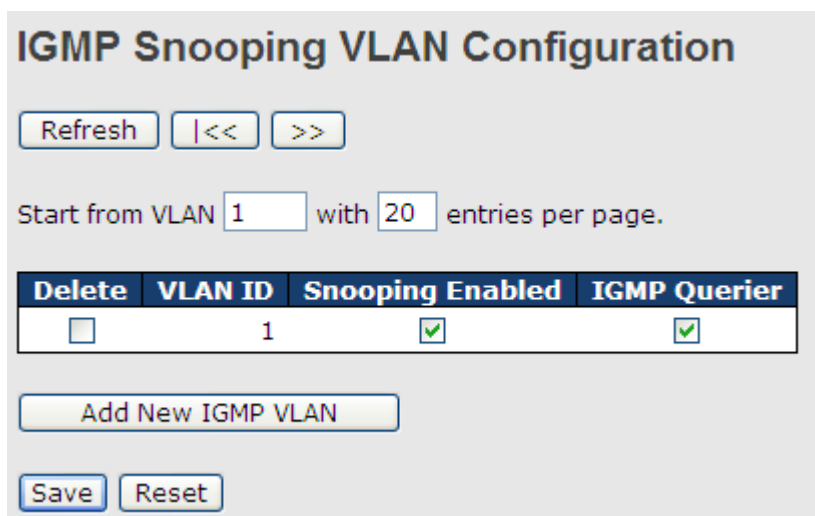 IGMP Snooping VLAN Configuration
Refresh |<< >>
Start from VLAN 1 with 20 entries per page.
Delete VLAN ID Snooping Enabled IGMP Querier
1
Add New IGMP VLAN
Save Reset